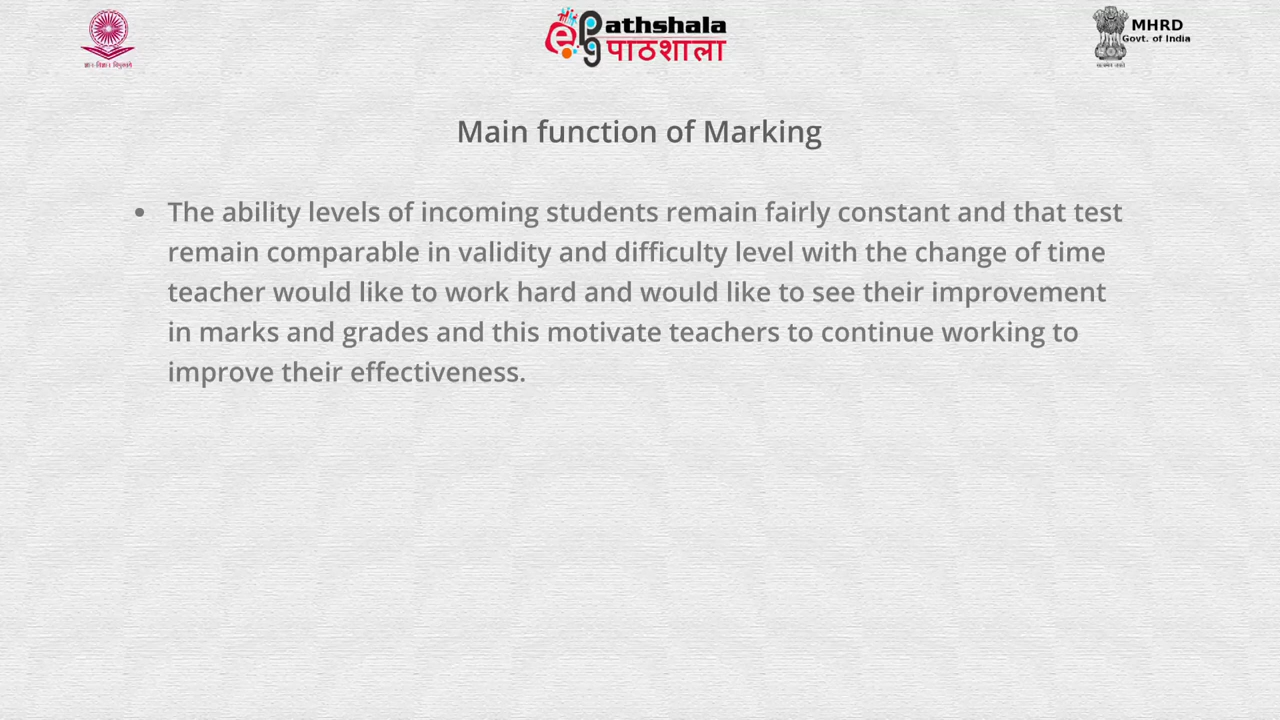 ePathshala
पाठशाला
MHRD
Govt. of India
Main function of Marking
• The ability levels of incoming students remain fairly constant and that test
remain comparable in validity and difficulty level with the change of time
teacher would like to work hard and would like to see their improvement
in marks and grades and this motivate teachers to continue working to
improve their effectiveness.